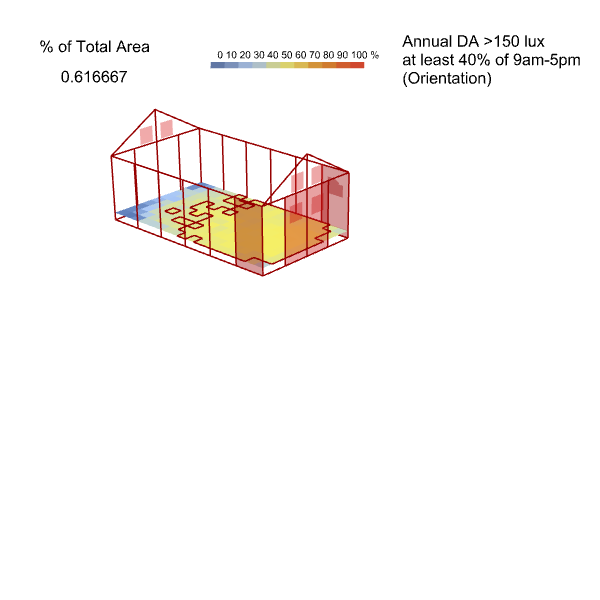 % of Total Area
0.616667
0 10 20 30 40 50 60 70 80 90 100 %
Annual DA >150 lux
at least 40% of 9am-5pm
(Orientation)